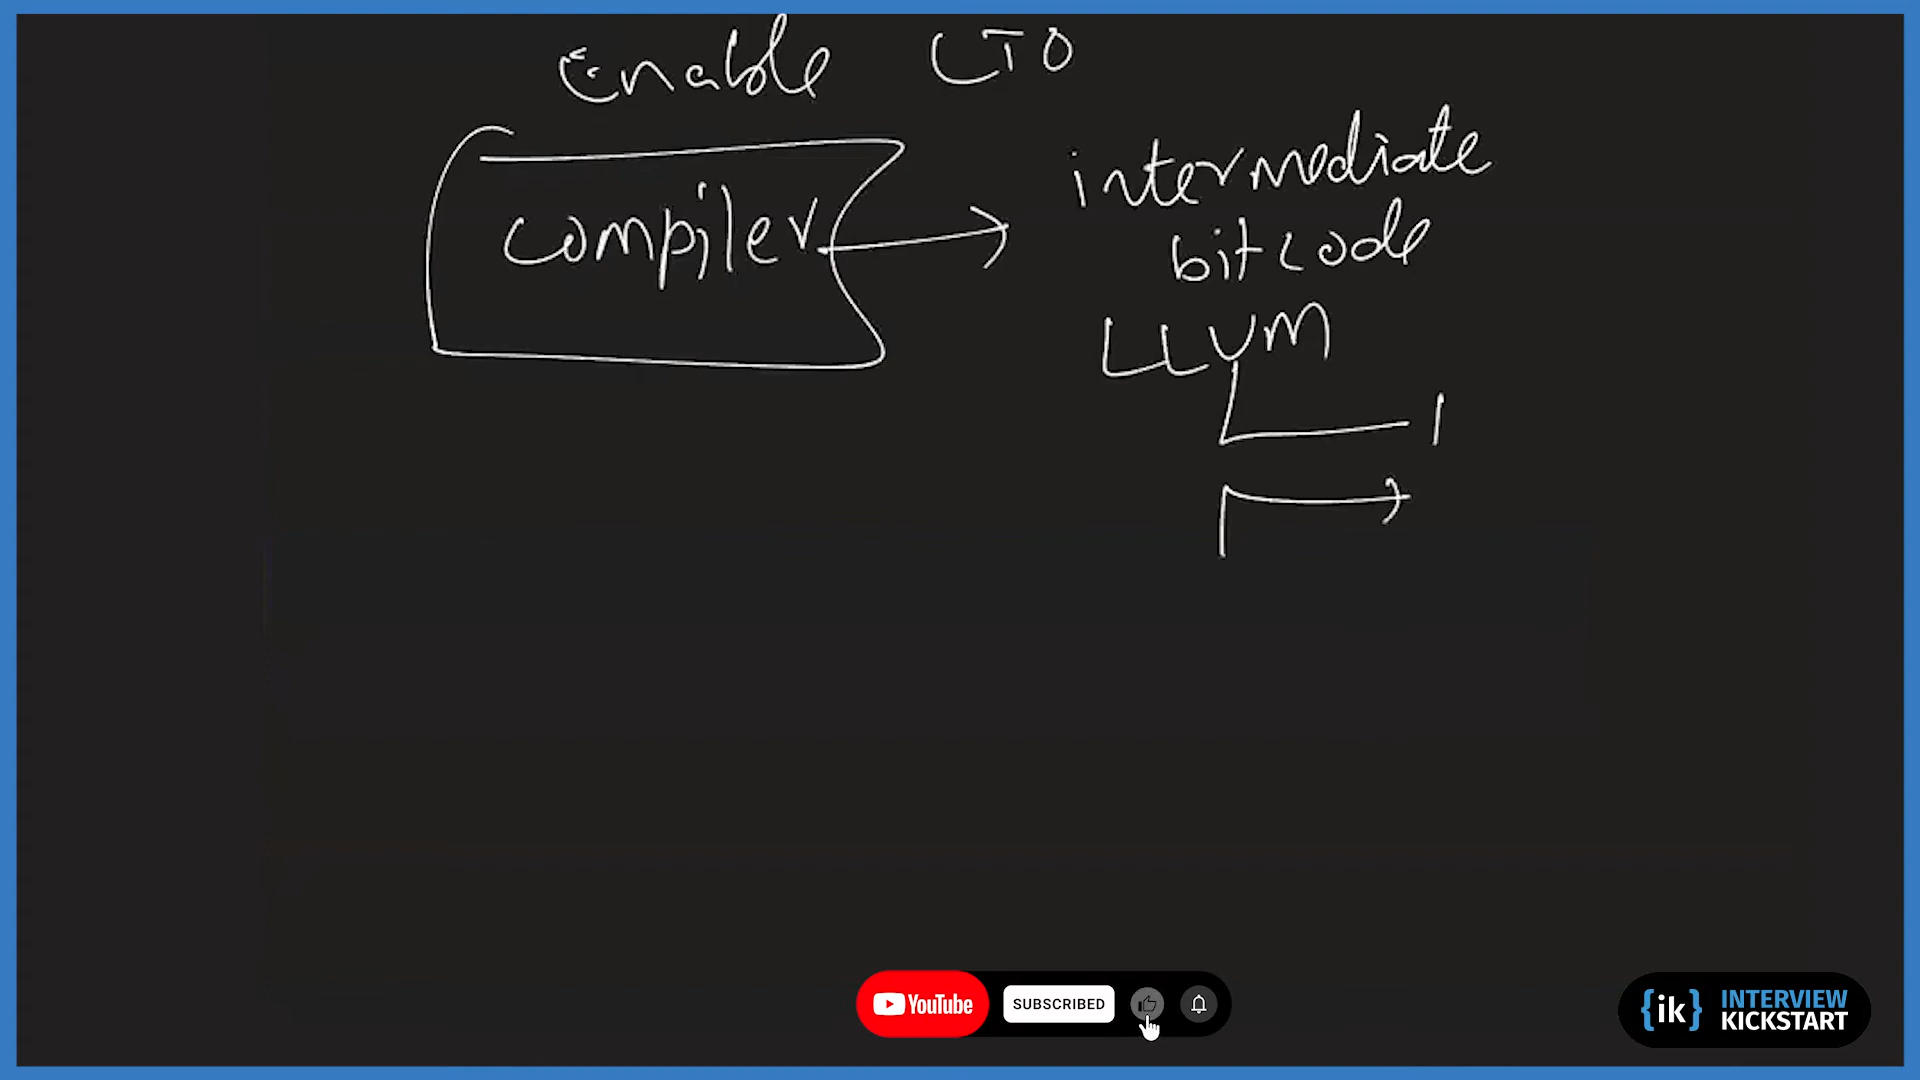 Enable LTO
compiler
intermediate
bitcode
LLVM
YouTube
SUBSCRIBED
{ik} INTERVIEW
KICKSTART